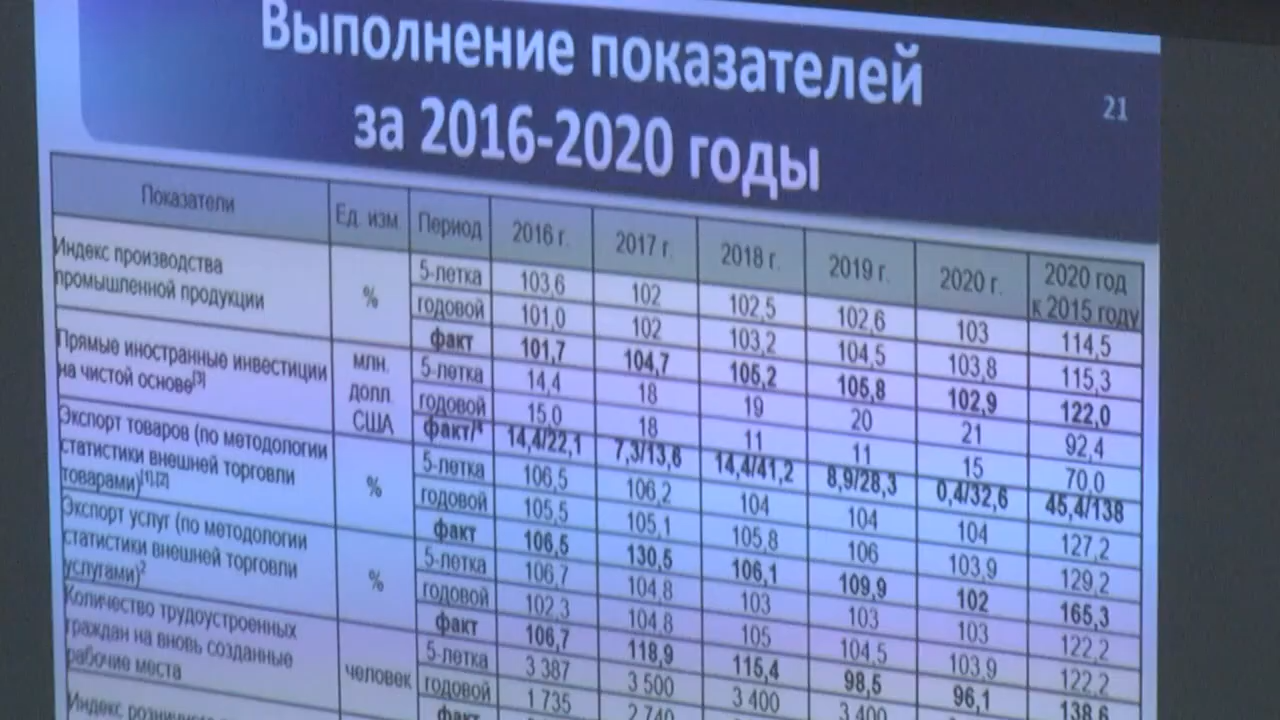 Выполнение показателей
за 2016-2020 годы
21
Показатели Ед. изм Период 2016 г. 2017 г. 2018 г. 2019 г. 2020 г. 2020 год к 2015 году
Индекс производства
промышленной продукции
%
5-летка 103,6 102 102,5 102,6 103 114,5
годовой 101,0 102 103,2 104,5 103,8 115,3
факт 101,7 104,7 106,2 105,8 102,9 122,0
Прямые иностранные инвестиции
на чистой основе[3]
млн.
долл.
США
5-летка 14,4 18 19 20 21 92,4
годовой 15,0 18 11 11 15 70,0
факт/⁴ 14,4/22,1 7,3/13,6 14,4/41,2 8,9/28,3 0,4/32,6 45,4/138
Экспорт товаров (по методологии
статистики внешней торговли
товарами)[1],[2]
%
5-летка 106,5 106,2 104 104 104 127,2
годовой 105,5 105,1 105,8 106 103,9 129,2
факт 106,5 130,5 106,1 109,9 102 165,3
Экспорт услуг (по методологии
статистики внешней торговли
услугами)²
%
5-летка 106,7 104,8 103 103 103 122,2
годовой 102,3 104,8 105 104,5 103,9 122,2
факт 106,7 118,9 115,4 98,5 96,1 138,6
Количество трудоустроенных
граждан на вновь созданные
рабочие места
человек
5-летка 3 387 3 500 3 400 3 400
годовой 1 735 2 740
факт
Индекс